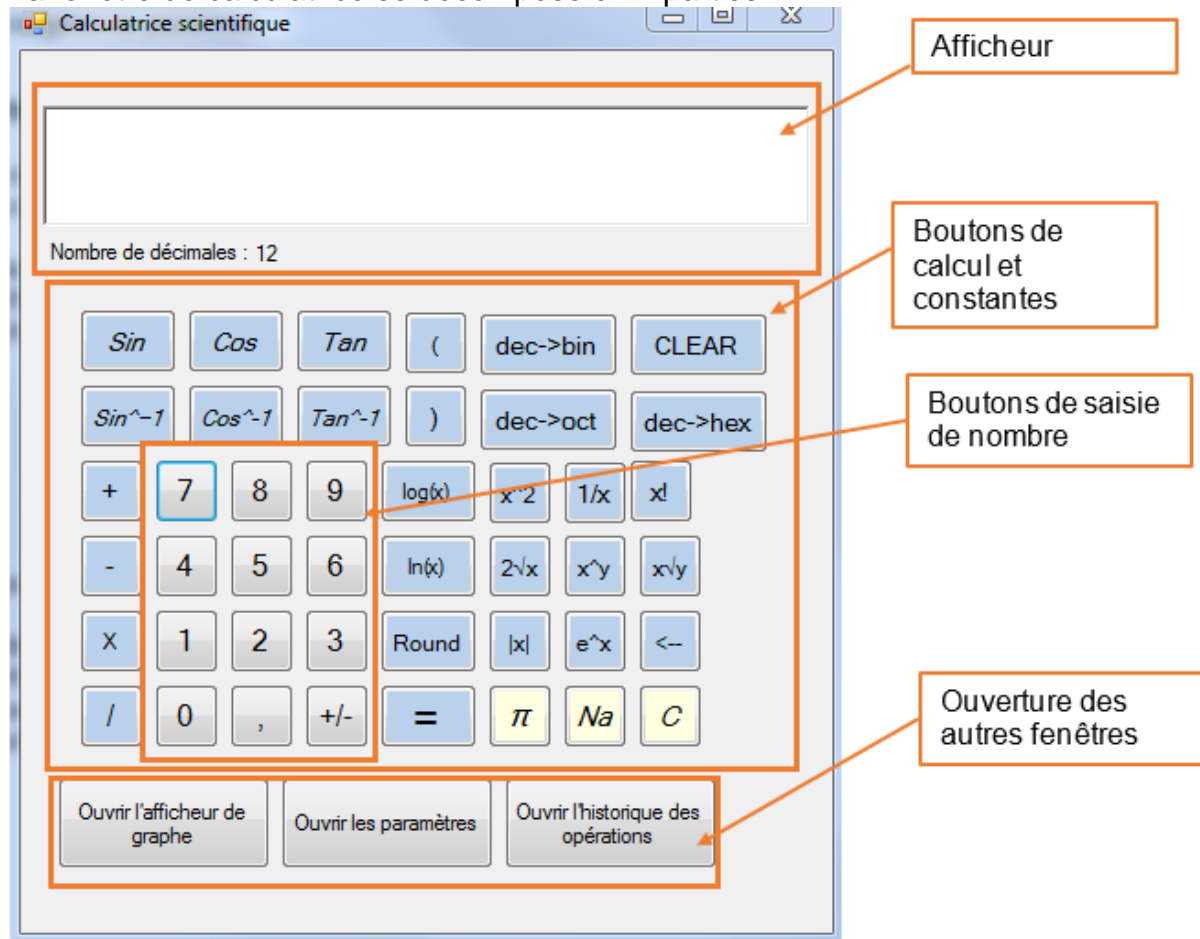 Calculatrice scientifique
Afficheur
Nombre de décimales : 12
Boutons de
calcul et
constantes
Sin Cos Tan ( dec->bin CLEAR
Sin^-1 Cos^-1 Tan^-1 ) dec->oct dec->hex
Boutons de saisie
de nombre
+ 7 8 9 log(x) x^2 1/x x!
- 4 5 6 ln(x) 2√x x^y x√y
X 1 2 3 Round |x| e^x <--
/ 0 , +/- = π Na C
Ouverture des
autres fenêtres
Ouvrir l'afficheur de
graphe
Ouvrir les paramètres
Ouvrir l'historique des
opérations